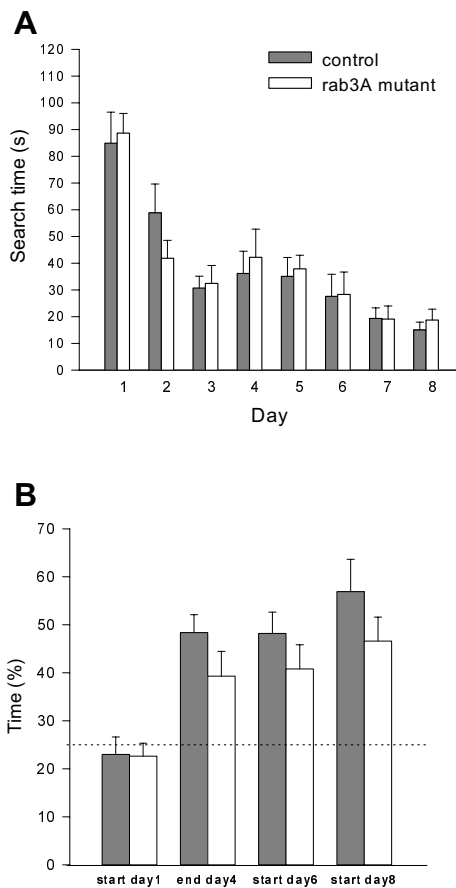 A
control
rab3A mutant
Search time (s)
120
110
100
90
80
70
60
50
40
30
20
10
0
1 2 3 4 5 6 7 8
Day
B
Time (%)
70
60
50
40
30
20
10
0
start day1 end day4 start day6 start day8